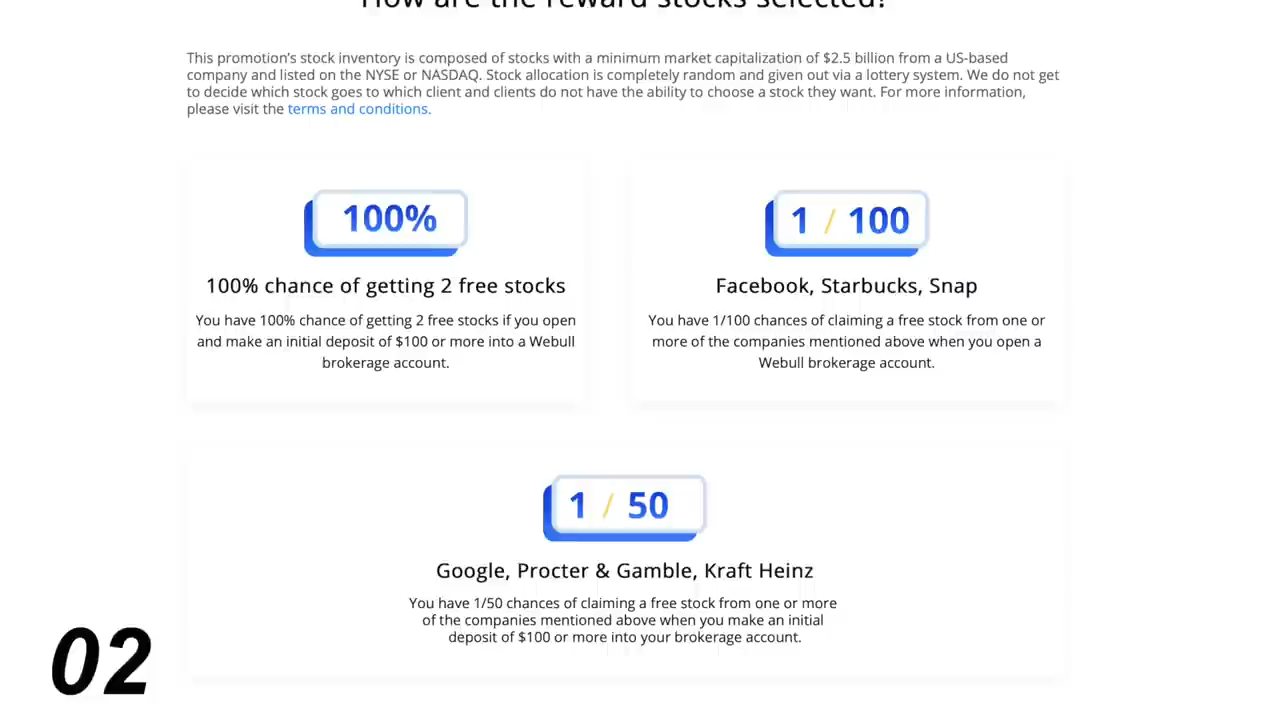 How are the reward stocks selected?
This promotion's stock inventory is composed of stocks with a minimum market capitalization of $2.5 billion from a US-based
company and listed on the NYSE or NASDAQ. Stock allocation is completely random and given out via a lottery system. We do not get
to decide which stock goes to which client and clients do not have the ability to choose a stock they want. For more information,
please visit the terms and conditions.
100%
100% chance of getting 2 free stocks
You have 100% chance of getting 2 free stocks if you open
and make an initial deposit of $100 or more into a Webull
brokerage account.
1 / 100
Facebook, Starbucks, Snap
You have 1/100 chances of claiming a free stock from one or
more of the companies mentioned above when you open a
Webull brokerage account.
1 / 50
Google, Procter & Gamble, Kraft Heinz
You have 1/50 chances of claiming a free stock from one or more
of the companies mentioned above when you make an initial
deposit of $100 or more into your brokerage account.
02